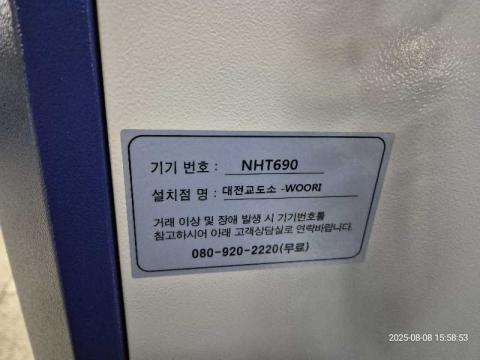 기기 번호 : NHT690
설치점 명 : 대전교도소 -WOORI
거래 이상 및 장애 발생 시 기기번호를
참고하시어 아래 고객상담실로 연락바랍니다.
080-920-2220(무료)
2025-08-08 15:58:53